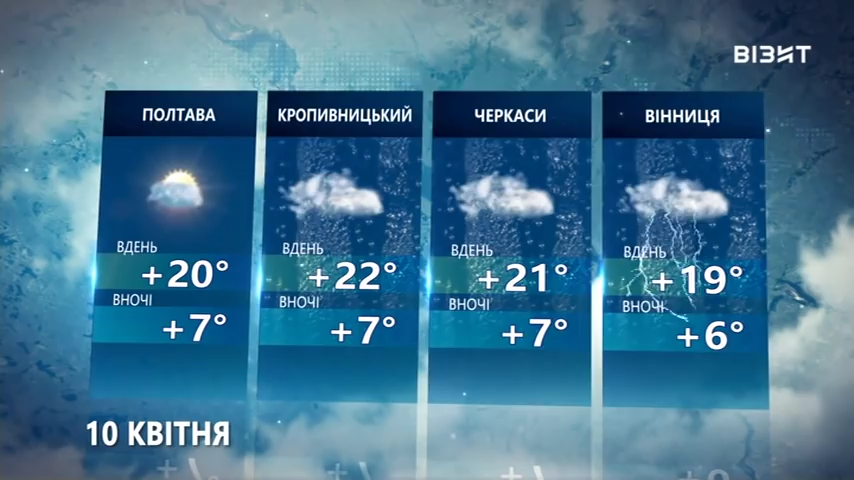 ВІЗИТ
ПОЛТАВА
ВДЕНЬ
+20°
ВНОЧІ
+7°
КРОПИВНИЦЬКИЙ
ВДЕНЬ
+22°
ВНОЧІ
+7°
ЧЕРКАСИ
ВДЕНЬ
+21°
ВНОЧІ
+7°
ВІННИЦЯ
ВДЕНЬ
+19°
ВНОЧІ
+6°
10 КВІТНЯ